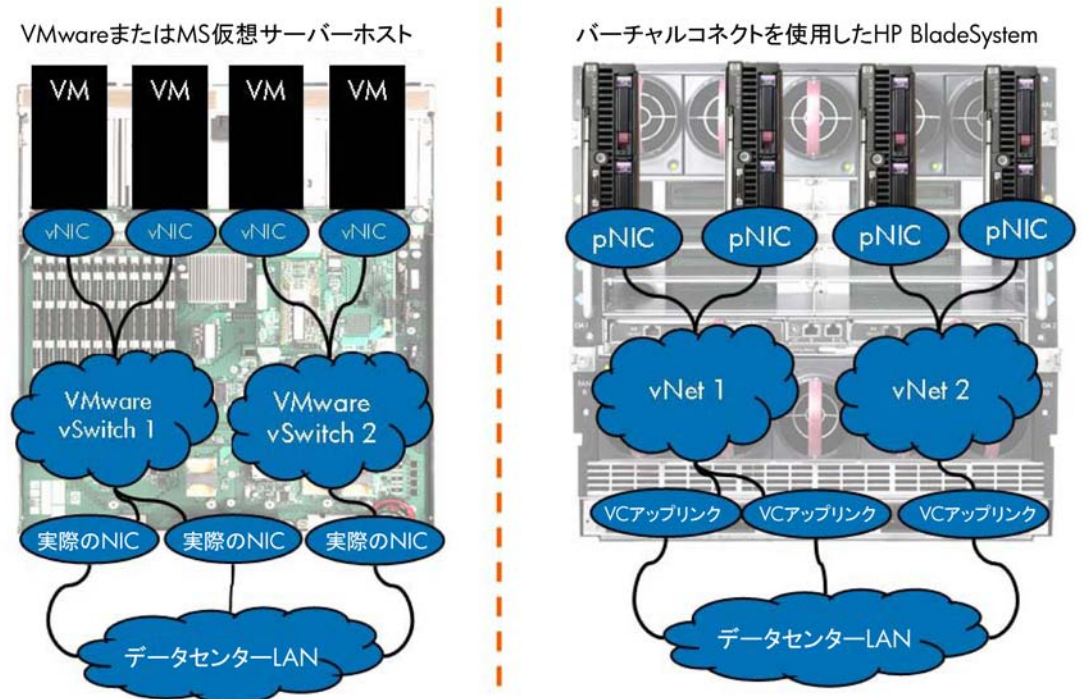 VMwareまたはMS仮想サーバーホスト
VM VM VM VM
vNIC vNIC vNIC vNIC
VMware
vSwitch 1
VMware
vSwitch 2
実際のNIC 実際のNIC 実際のNIC
データセンターLAN
バーチャルコネクトを使用したHP BladeSystem
pNIC pNIC pNIC pNIC
vNet 1 vNet 2
VCアップリンク VCアップリンク VCアップリンク
データセンターLAN